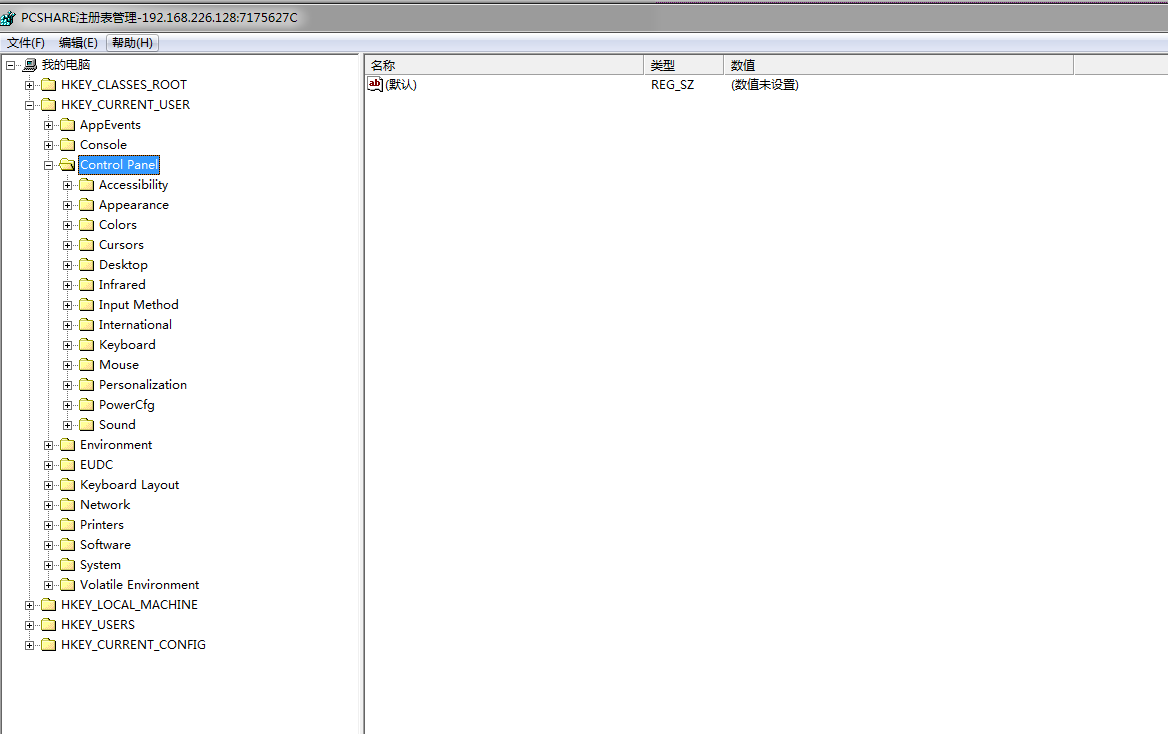 PCSHARE注册表管理-192.168.226.128:7175627C
文件(F) 编辑(E) 帮助(H)
我的电脑
HKEY_CLASSES_ROOT
HKEY_CURRENT_USER
AppEvents
Console
Control Panel
Accessibility
Appearance
Colors
Cursors
Desktop
Infrared
Input Method
International
Keyboard
Mouse
Personalization
PowerCfg
Sound
Environment
EUDC
Keyboard Layout
Network
Printers
Software
System
Volatile Environment
HKEY_LOCAL_MACHINE
HKEY_USERS
HKEY_CURRENT_CONFIG
名称 类型 数值
ab (默认) REG_SZ (数值未设置)